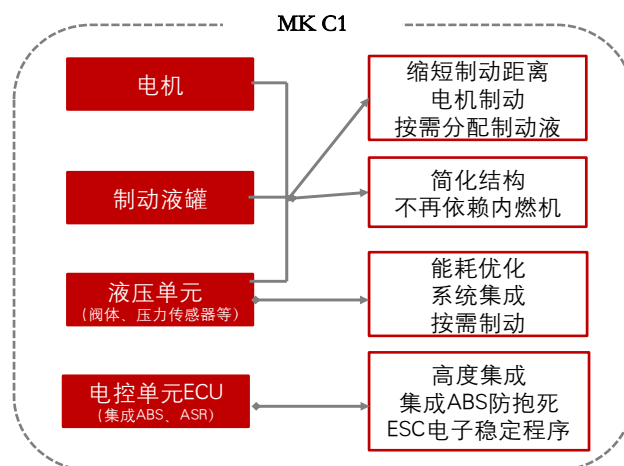 MK C1
电机
缩短制动距离
电机制动
按需分配制动液
制动液罐
简化结构
不再依赖内燃机
液压单元
（阀体、压力传感器等）
能耗优化
系统集成
按需制动
电控单元ECU
（集成ABS、ASR）
高度集成
集成ABS防抱死
ESC电子稳定程序